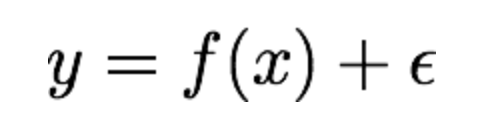 y = f(x) + ϵ